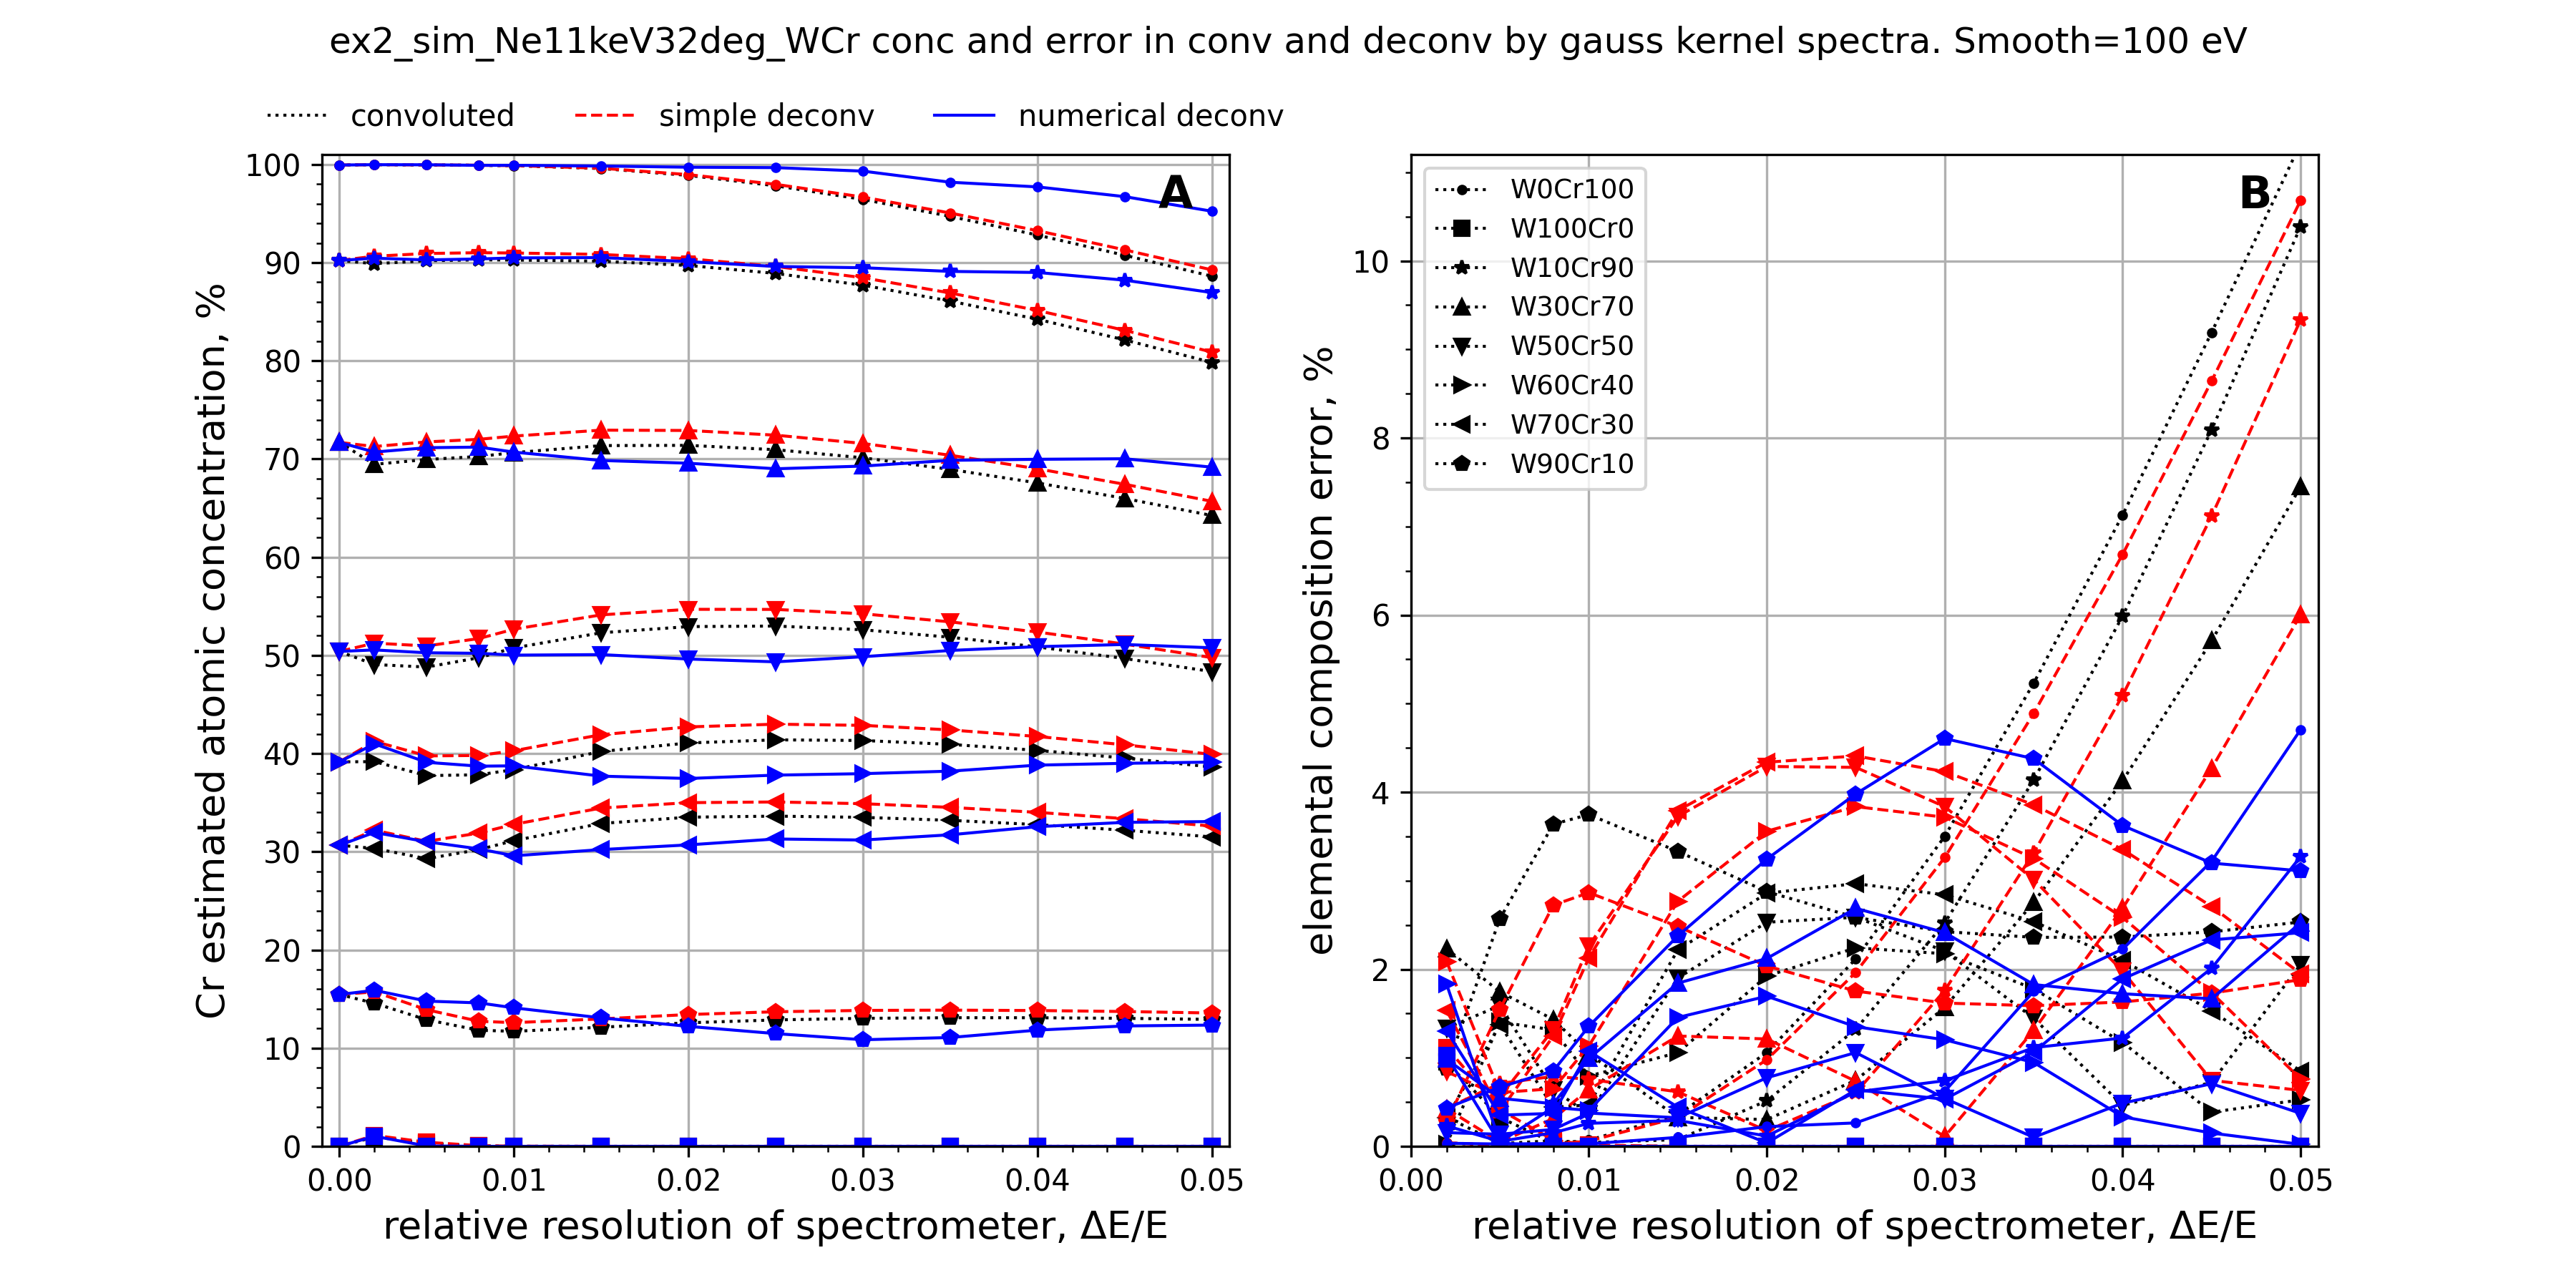 ex2_sim_Ne11keV32deg_WCr conc and error in conv and deconv by gauss kernel spectra. Smooth=100 eV
convoluted simple deconv numerical deconv
Cr estimated atomic concentration, %
100
90
80
70
60
50
40
30
20
10
0
A
0.00 0.01 0.02 0.03 0.04 0.05
relative resolution of spectrometer, ΔE/E
elemental composition error, %
10
8
6
4
2
0
W0Cr100
W100Cr0
W10Cr90
W30Cr70
W50Cr50
W60Cr40
W70Cr30
W90Cr10
B
0.00 0.01 0.02 0.03 0.04 0.05
relative resolution of spectrometer, ΔE/E